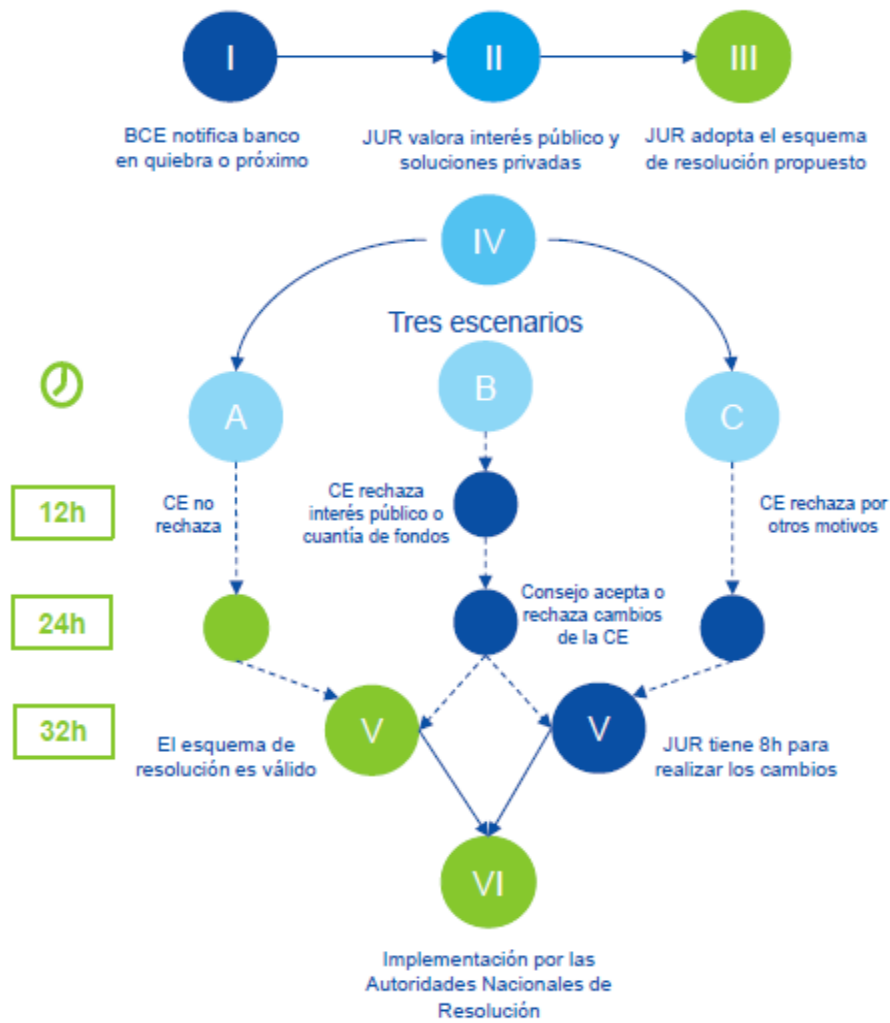 I
II
III
BCE notifica banco
en quiebra o próximo
JUR valora interés público y
soluciones privadas
JUR adopta el esquema
de resolución propuesto
IV
Tres escenarios
A
B
C
12h
CE no
rechaza
CE rechaza
interés público o
cuantía de fondos
CE rechaza por
otros motivos
24h
Consejo acepta o
rechaza cambios
de la CE
32h
El esquema de
resolución es válido
V
V
JUR tiene 8h para
realizar los cambios
VI
Implementación por las
Autoridades Nacionales de
Resolución